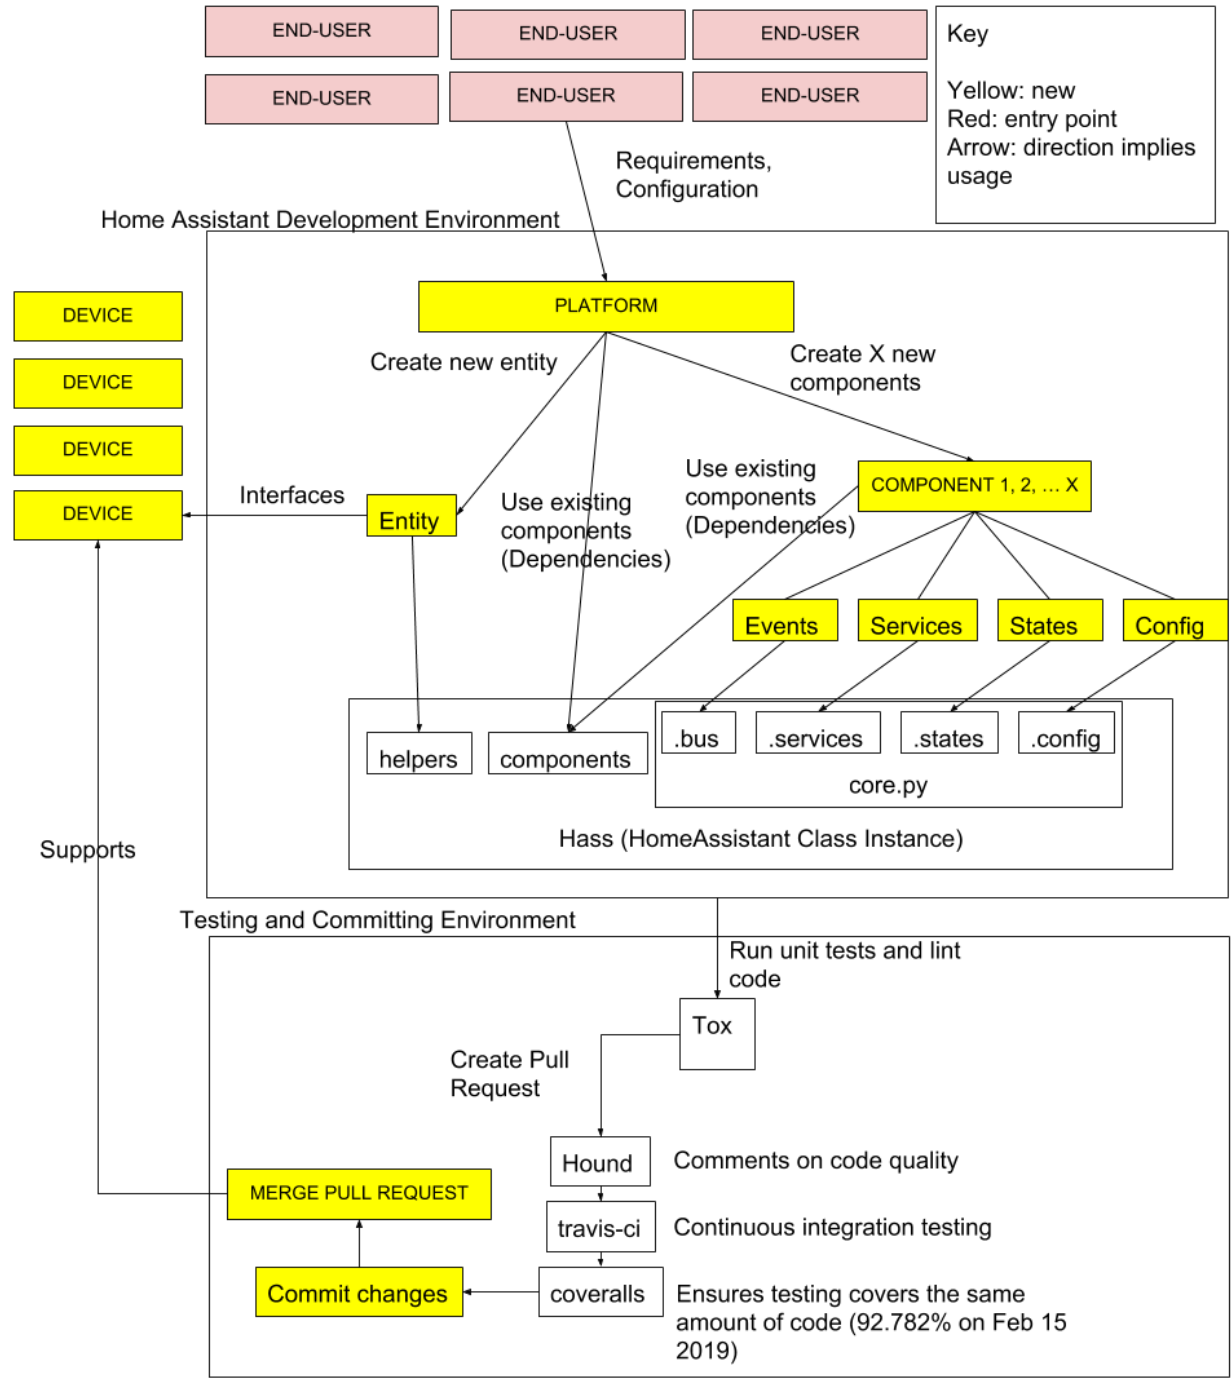 END-USER
END-USER
END-USER
END-USER
END-USER
END-USER
Key
Yellow: new
Red: entry point
Arrow: direction implies
usage
Requirements,
Configuration
Home Assistant Development Environment
PLATFORM
DEVICE
DEVICE
DEVICE
DEVICE
Create new entity
Create X new
components
Interfaces
Entity
Use existing
components
(Dependencies)
Use existing
components
(Dependencies)
COMPONENT 1, 2, ... X
Events
Services
States
Config
helpers
components
.bus
.services
.states
.config
core.py
Hass (HomeAssistant Class Instance)
Supports
Testing and Committing Environment
Run unit tests and lint
code
Tox
Create Pull
Request
Hound
Comments on code quality
MERGE PULL REQUEST
travis-ci
Continuous integration testing
Commit changes
coveralls
Ensures testing covers the same
amount of code (92.782% on Feb 15
2019)